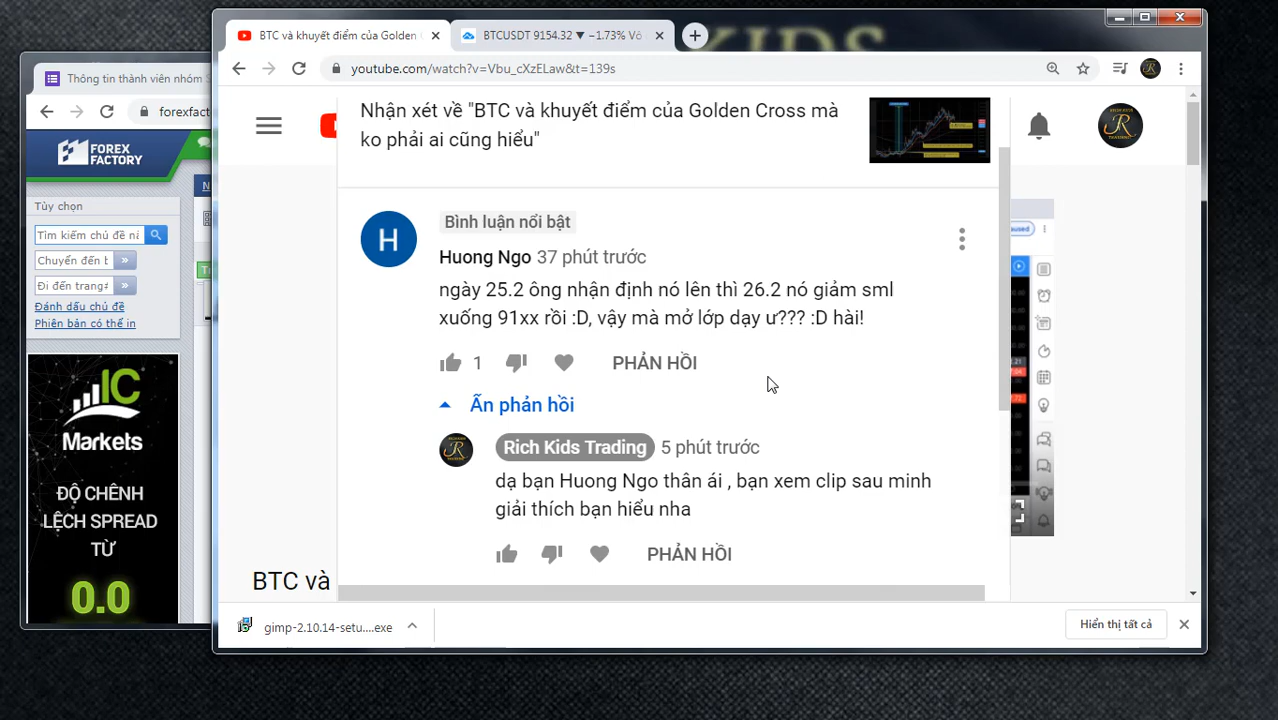 KIDS
BTC và khuyết điểm của Golden
BTCUSDT 9154.32 ▼ −1.73% Vô
youtube.com/watch?v=Vbu_cXzELaw&t=139s
Thông tin thành viên nhóm S
forexfact
FOREX
FACTORY
N
Tùy chọn
Tìm kiếm chủ đề nà
Chuyển đến b
Đi đến trang#
Đánh dấu chủ đề
Phiên bản có thể in
IC
Markets
ĐỘ CHÊNH
LỆCH SPREAD
TỪ
0.0
Nhận xét về "BTC và khuyết điểm của Golden Cross mà
ko phải ai cũng hiểu"
Bình luận nổi bật
H
Huong Ngo 37 phút trước
ngày 25.2 ông nhận định nó lên thì 26.2 nó giảm sml
xuống 91xx rồi :D, vậy mà mở lớp dạy ư??? :D hài!
1
PHẢN HỒI
Ẩn phản hồi
Rich Kids Trading 5 phút trước
dạ bạn Huong Ngo thân ái , bạn xem clip sau minh
giải thích bạn hiểu nha
PHẢN HỒI
BTC và
gimp-2.10.14-setu....exe
Hiển thị tất cả